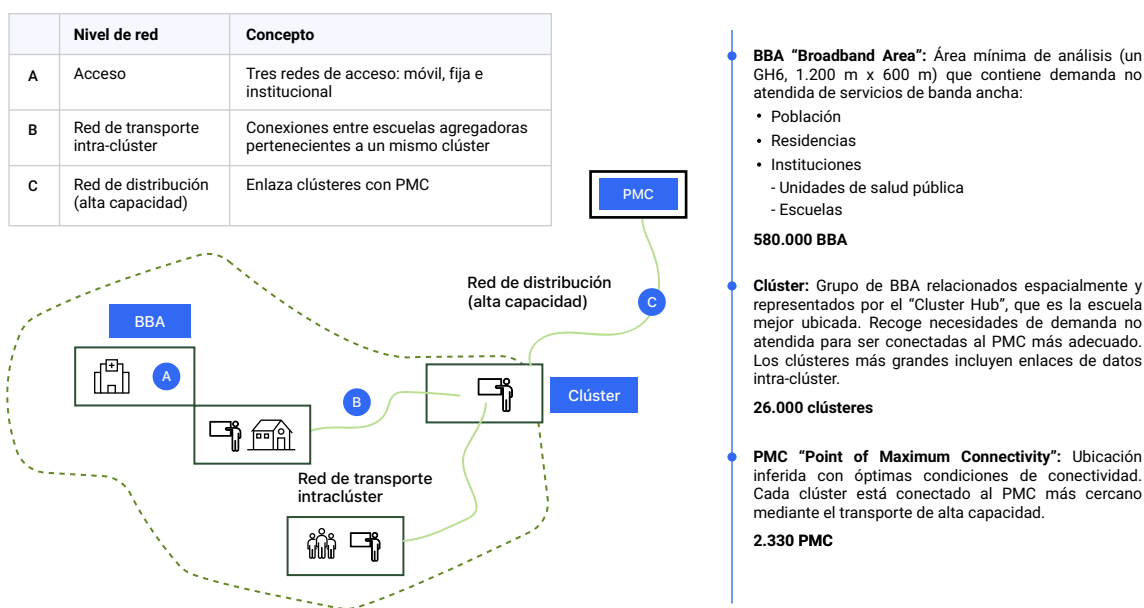 Nivel de red
Concepto
A
Acceso
Tres redes de acceso: móvil, fija e
institucional
B
Red de transporte
intra-clúster
Conexiones entre escuelas agregadoras
pertenecientes a un mismo clúster
C
Red de distribución
(alta capacidad)
Enlaza clústeres con PMC
PMC
Red de distribución
(alta capacidad)
C
BBA
A
B
Clúster
Red de transporte
intraclúster
BBA “Broadband Area”: Área mínima de análisis (un
GH6, 1.200 m x 600 m) que contiene demanda no
atendida de servicios de banda ancha:
• Población
• Residencias
• Instituciones
- Unidades de salud pública
- Escuelas
580.000 BBA
Clúster: Grupo de BBA relacionados espacialmente y
representados por el “Cluster Hub”, que es la escuela
mejor ubicada. Recoge necesidades de demanda no
atendida para ser conectadas al PMC más adecuado.
Los clústeres más grandes incluyen enlaces de datos
intra-clúster.
26.000 clústeres
PMC “Point of Maximum Connectivity”: Ubicación
inferida con óptimas condiciones de conectividad.
Cada clúster está conectado al PMC más cercano
mediante el transporte de alta capacidad.
2.330 PMC